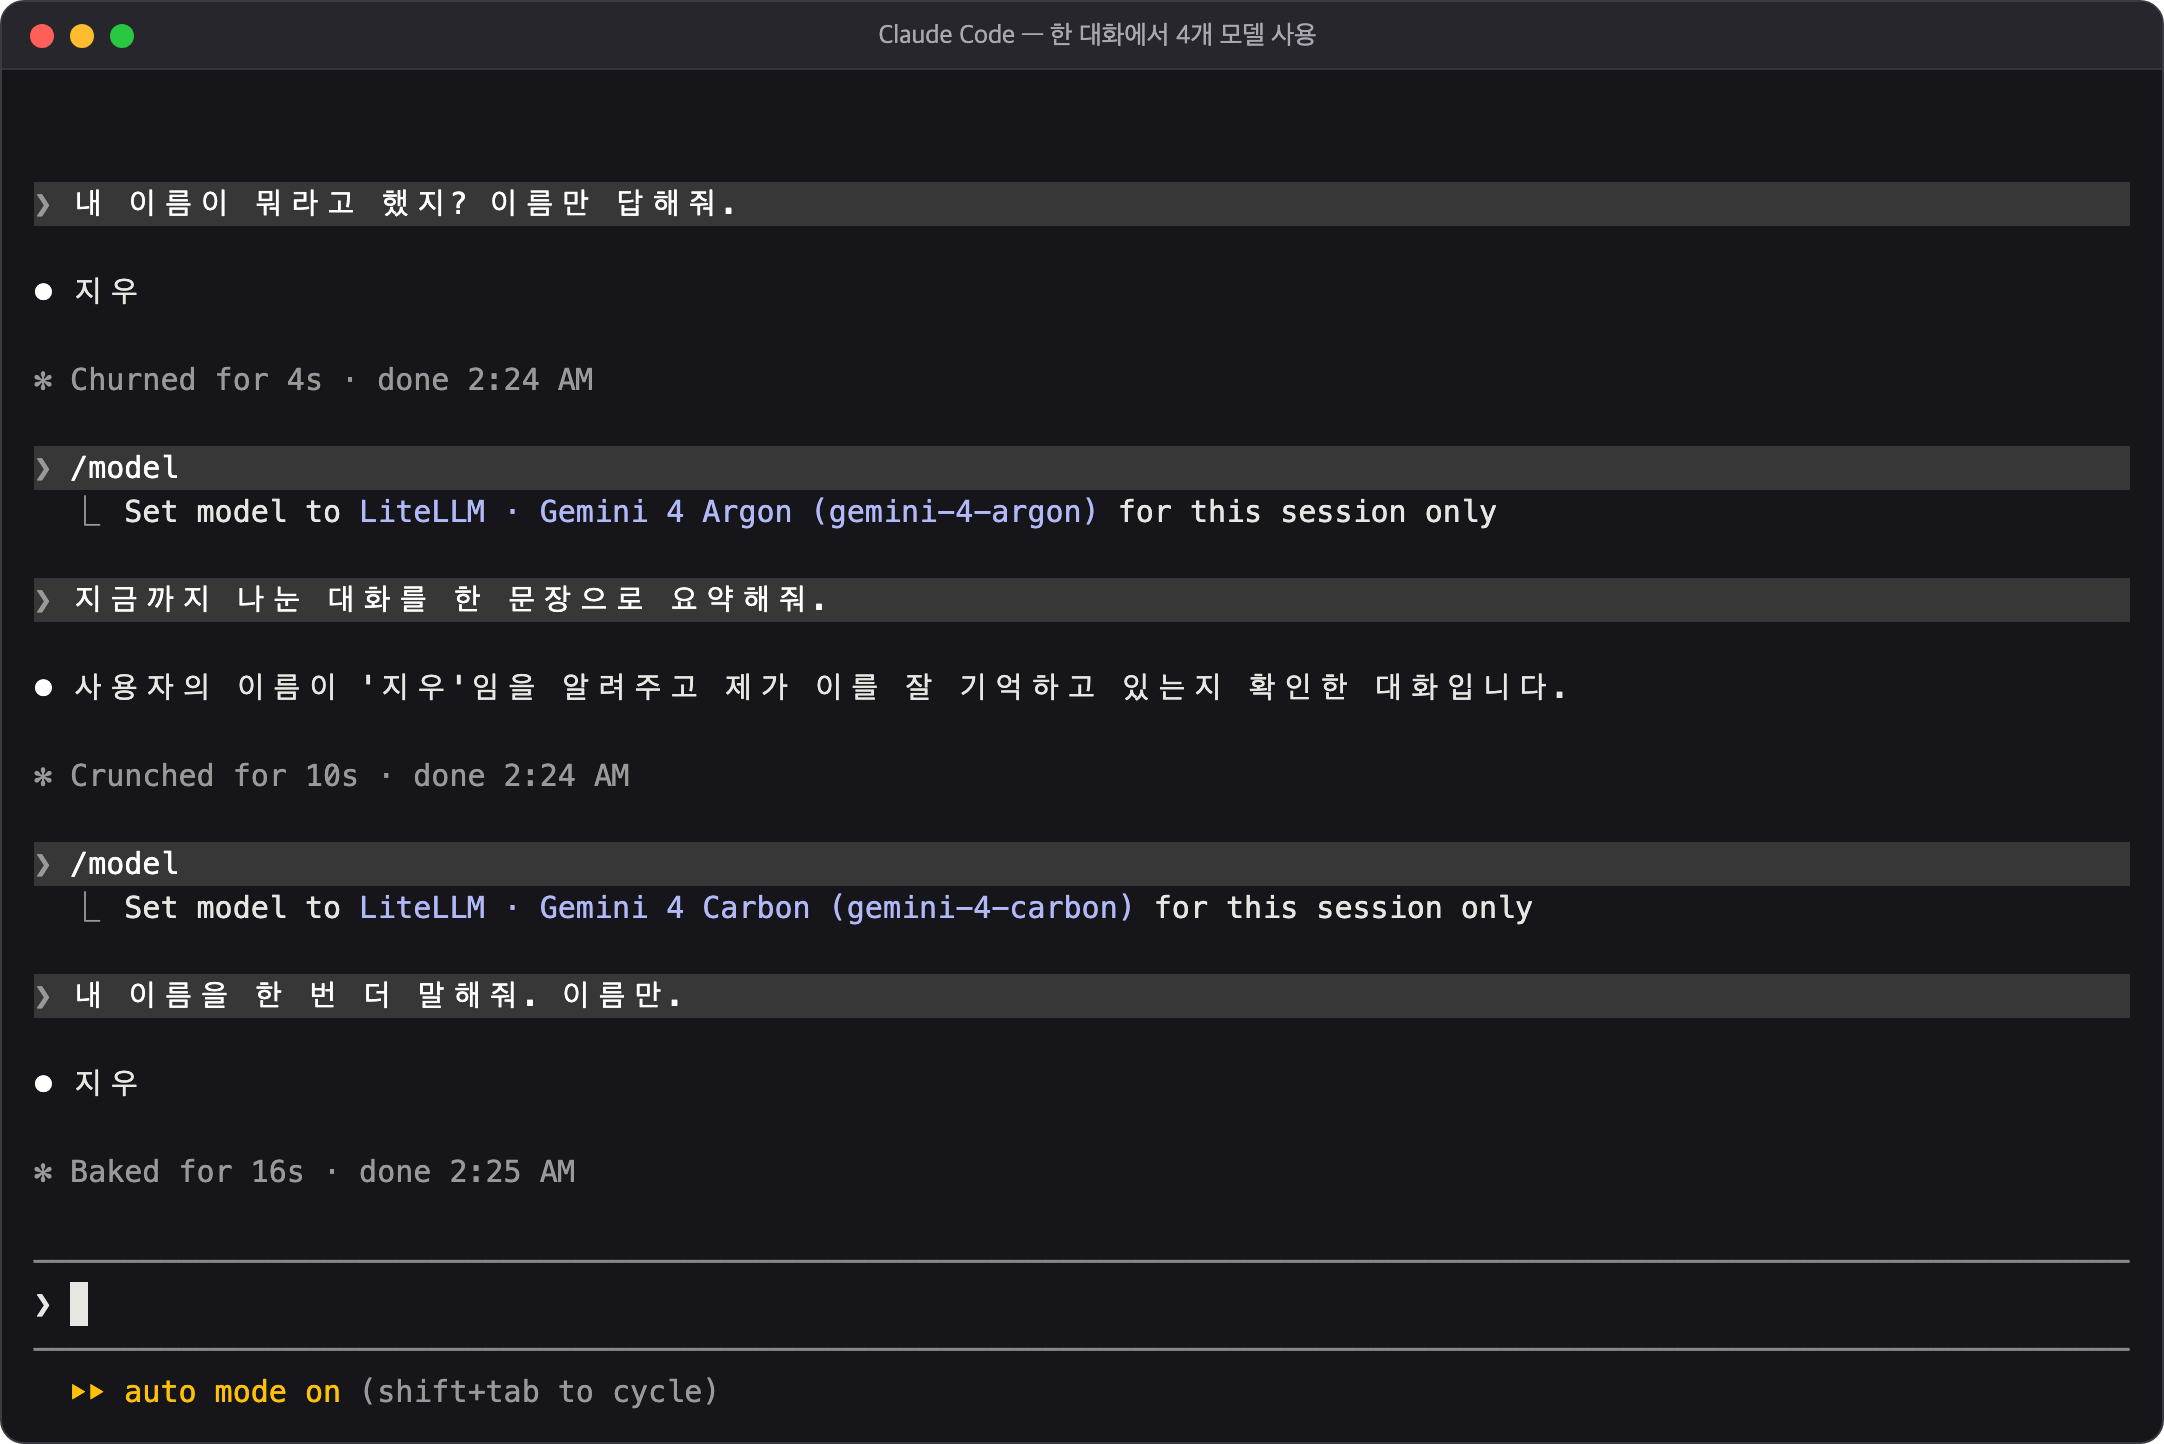 Claude Code — 한 대화에서 4개 모델 사용
❯ 내 이름이 뭐라고 했지? 이름만 답해줘.
● 지우
✻ Churned for 4s · done 2:24 AM
❯ /model
⎿ Set model to LiteLLM · Gemini 4 Argon (gemini-4-argon) for this session only
❯ 지금까지 나눈 대화를 한 문장으로 요약해줘.
● 사용자의 이름이 '지우'임을 알려주고 제가 이를 잘 기억하고 있는지 확인한 대화입니다.
✻ Crunched for 10s · done 2:24 AM
❯ /model
⎿ Set model to LiteLLM · Gemini 4 Carbon (gemini-4-carbon) for this session only
❯ 내 이름을 한 번 더 말해줘. 이름만.
● 지우
✻ Baked for 16s · done 2:25 AM
❯
⏵⏵ auto mode on (shift+tab to cycle)